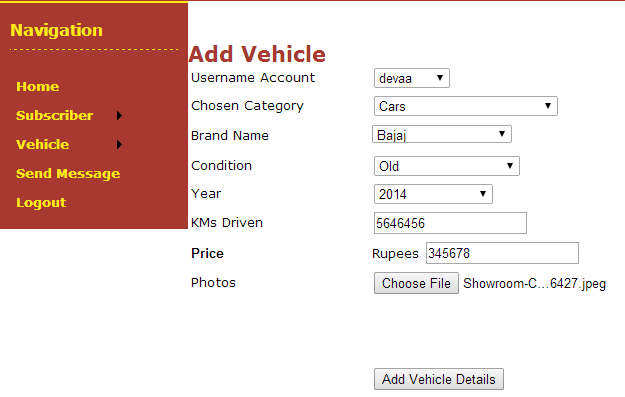 Navigation
Home
Subscriber
Vehicle
Send Message
Logout
Add Vehicle
Username Account devaa
Chosen Category Cars
Brand Name Bajaj
Condition Old
Year 2014
KMs Driven 5646456
Price Rupees 345678
Photos Choose File Showroom-C...6427.jpeg
Add Vehicle Details